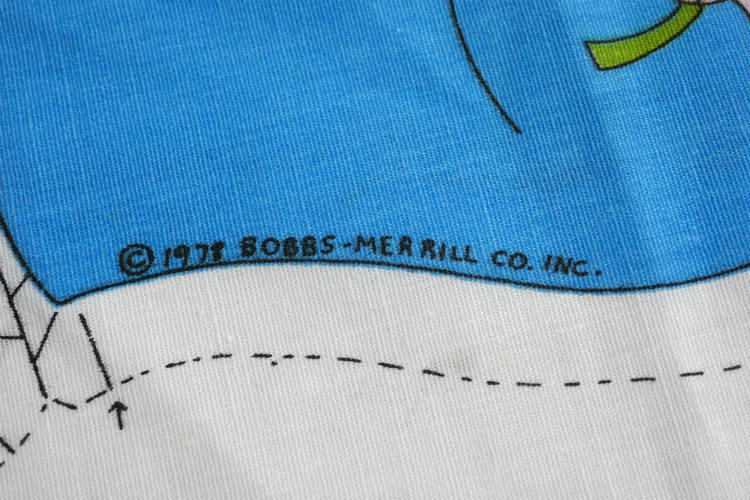 © 1978 BOBBS-MERRILL CO. INC.